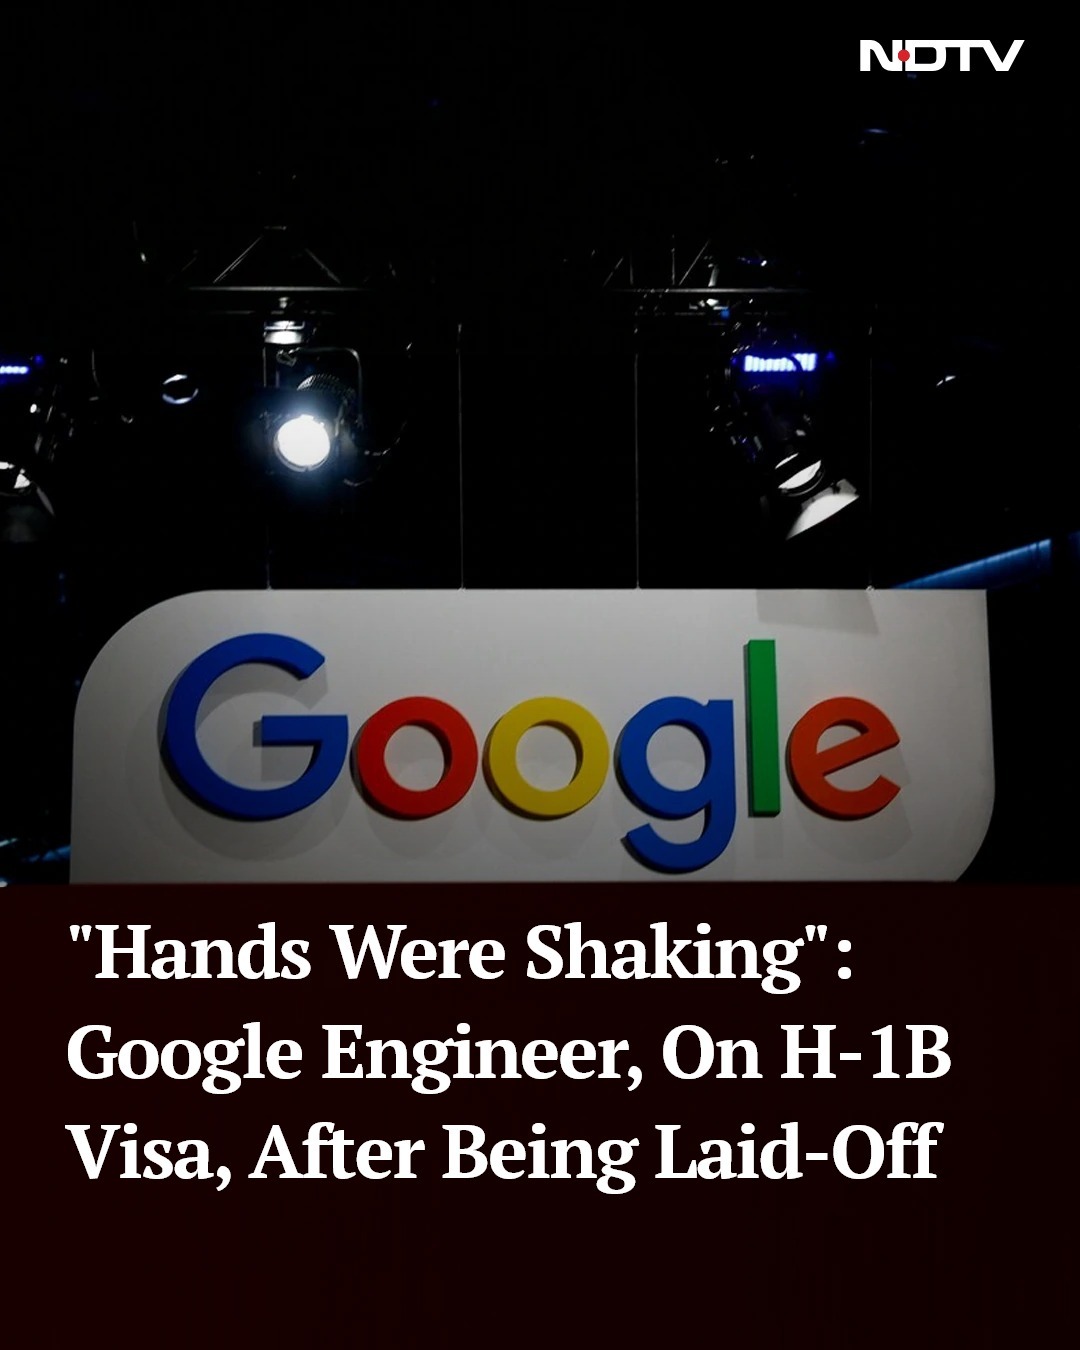 NDTV
Google
"Hands Were Shaking":
Google Engineer, On H-1B
Visa, After Being Laid-Off